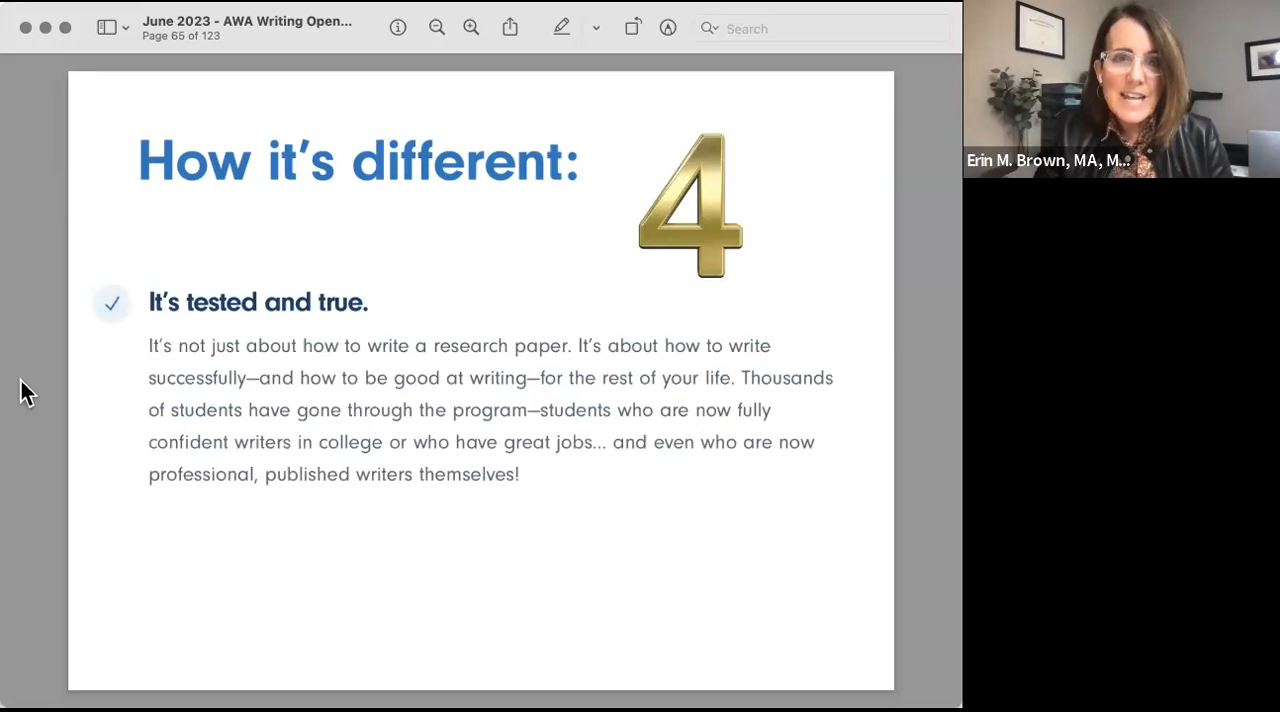 June 2023 - AWA Writing Open...
Page 65 of 123
Search
Erin M. Brown, MA, M...
How it's different:
4
It's tested and true.
It's not just about how to write a research paper. It's about how to write
successfully—and how to be good at writing—for the rest of your life. Thousands
of students have gone through the program—students who are now fully
confident writers in college or who have great jobs... and even who are now
professional, published writers themselves!